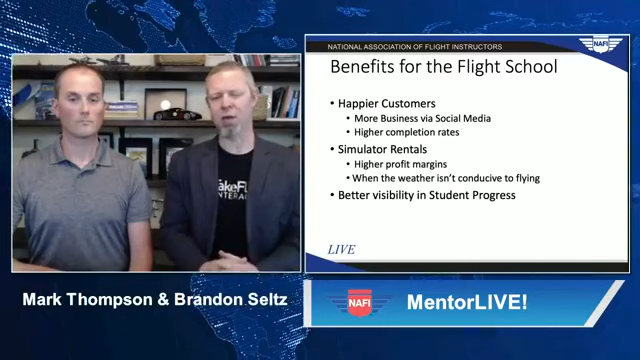 NATIONAL ASSOCIATION OF FLIGHT INSTRUCTORS
NAFI
Benefits for the Flight School
• Happier Customers
• More Business via Social Media
• Higher completion rates
• Simulator Rentals
• Higher profit margins
• When the weather isn't conducive to flying
• Better visibility in Student Progress
LIVE
Mark Thompson & Brandon Seltz
NAFI
MentorLIVE!